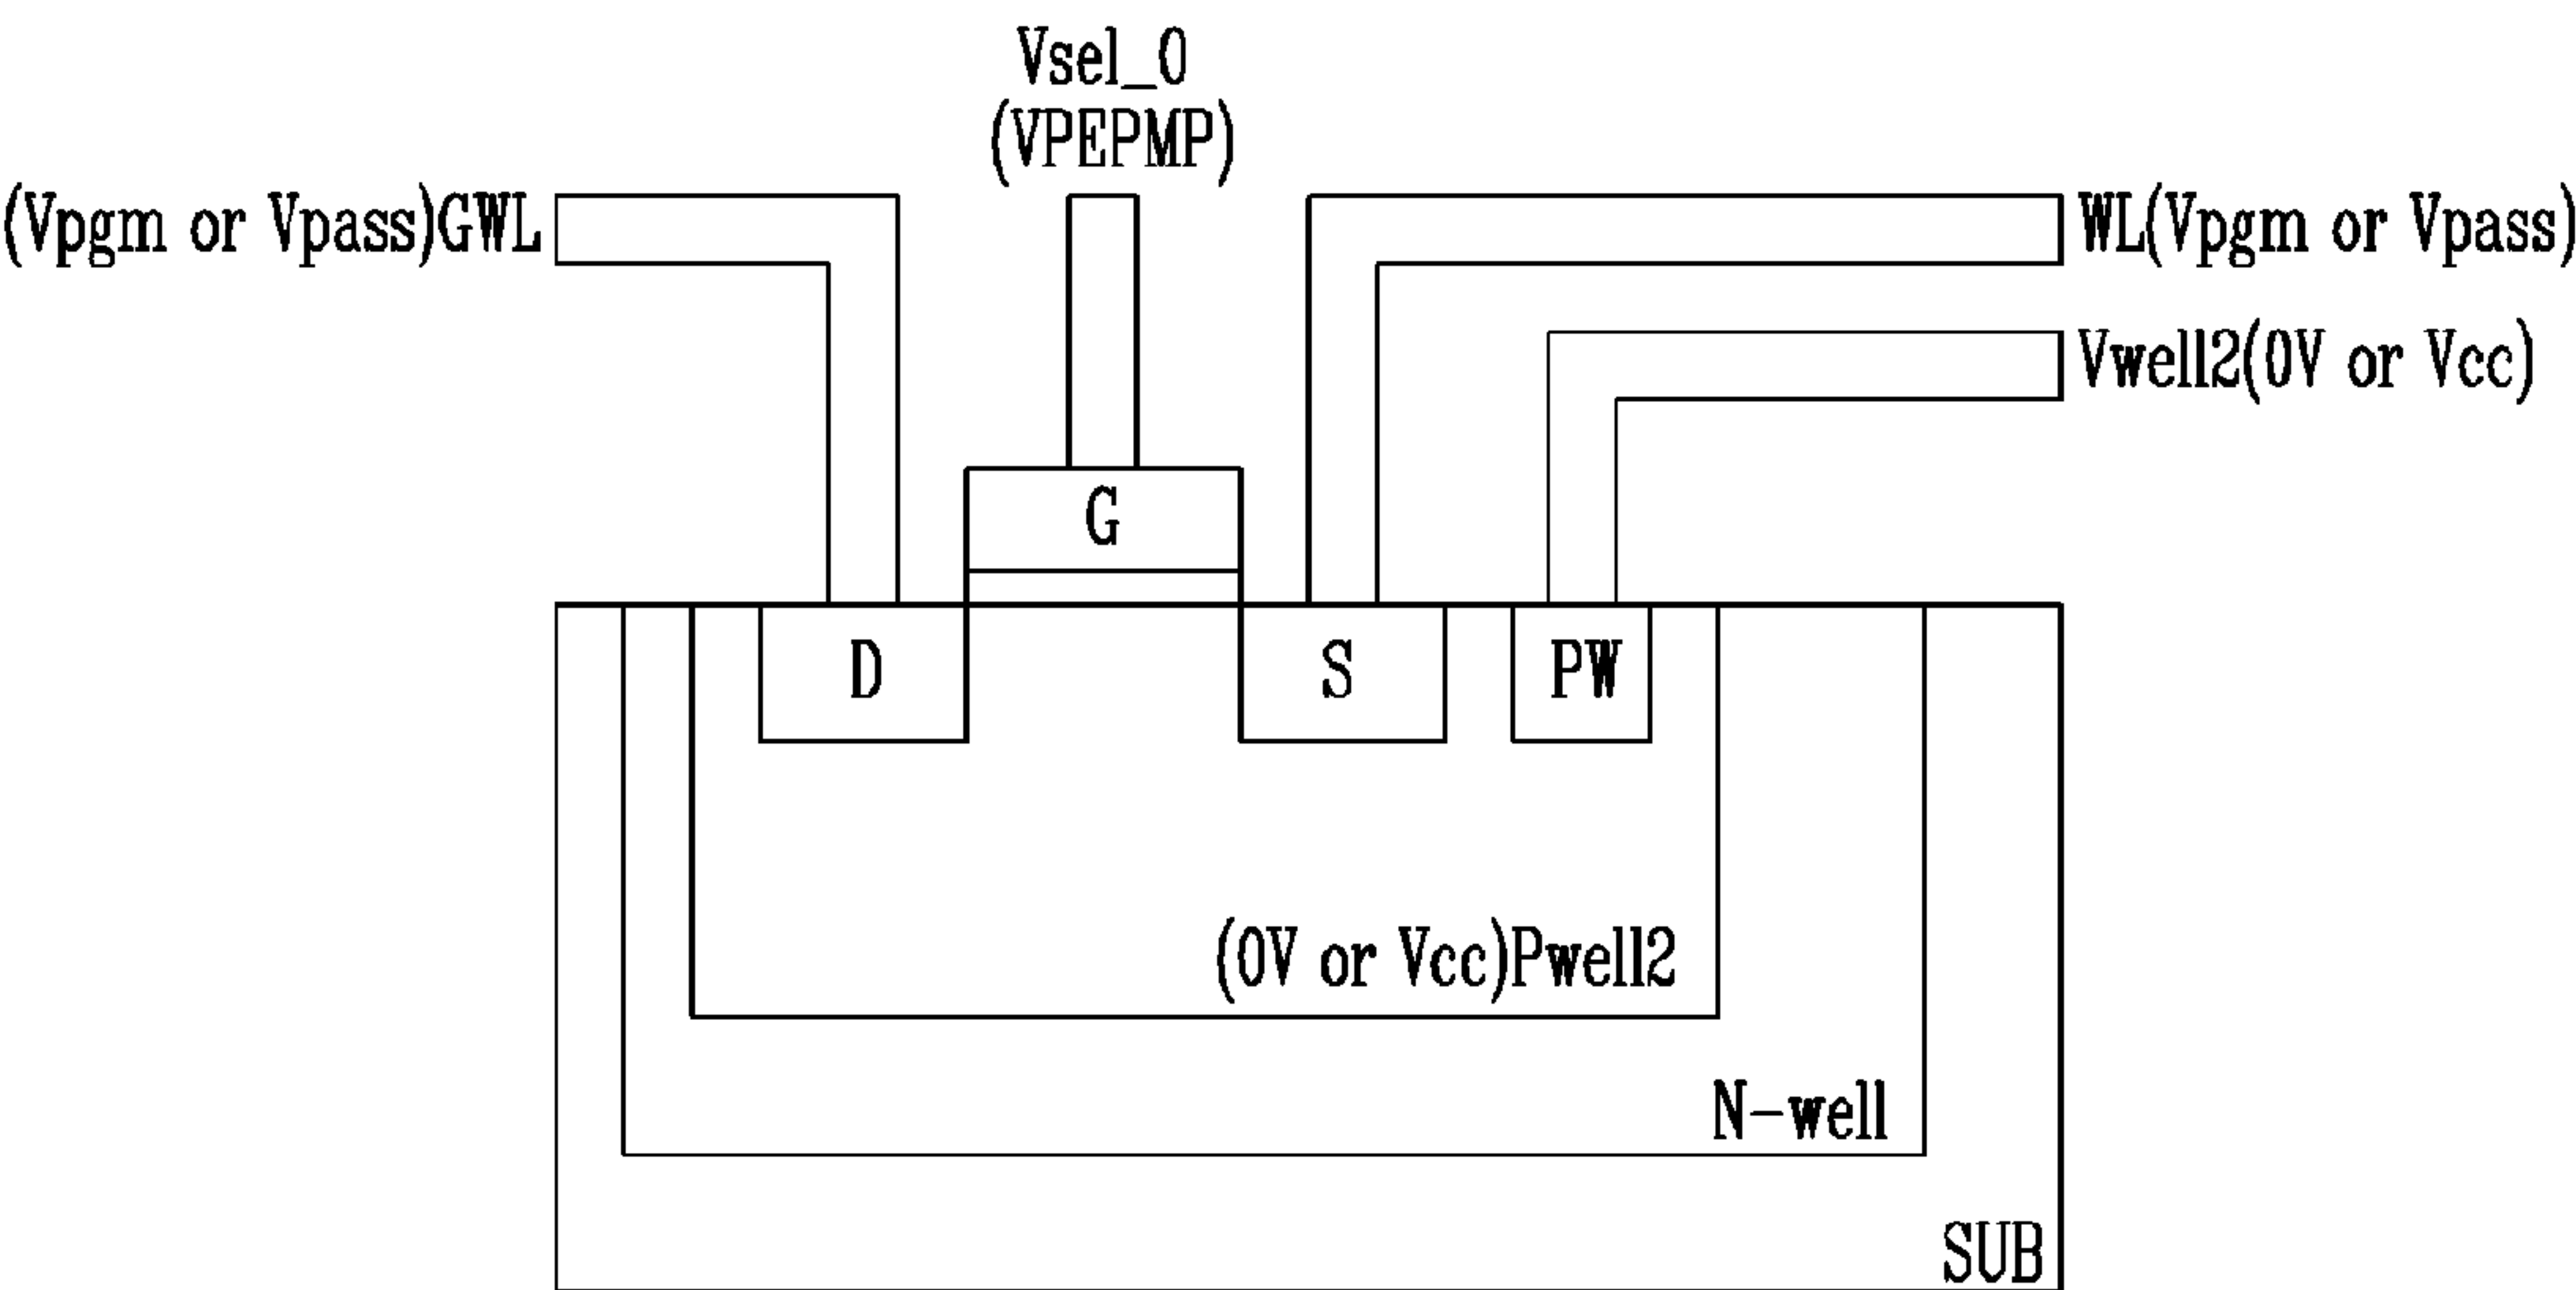 Vsel_0
(VPEPMP)
(Vpgm or Vpass)GWL
WL(Vpgm or Vpass)
Vwell2(0V or Vcc)
G
D
S
PW
(0V or Vcc)Pwell2
N-well
SUB